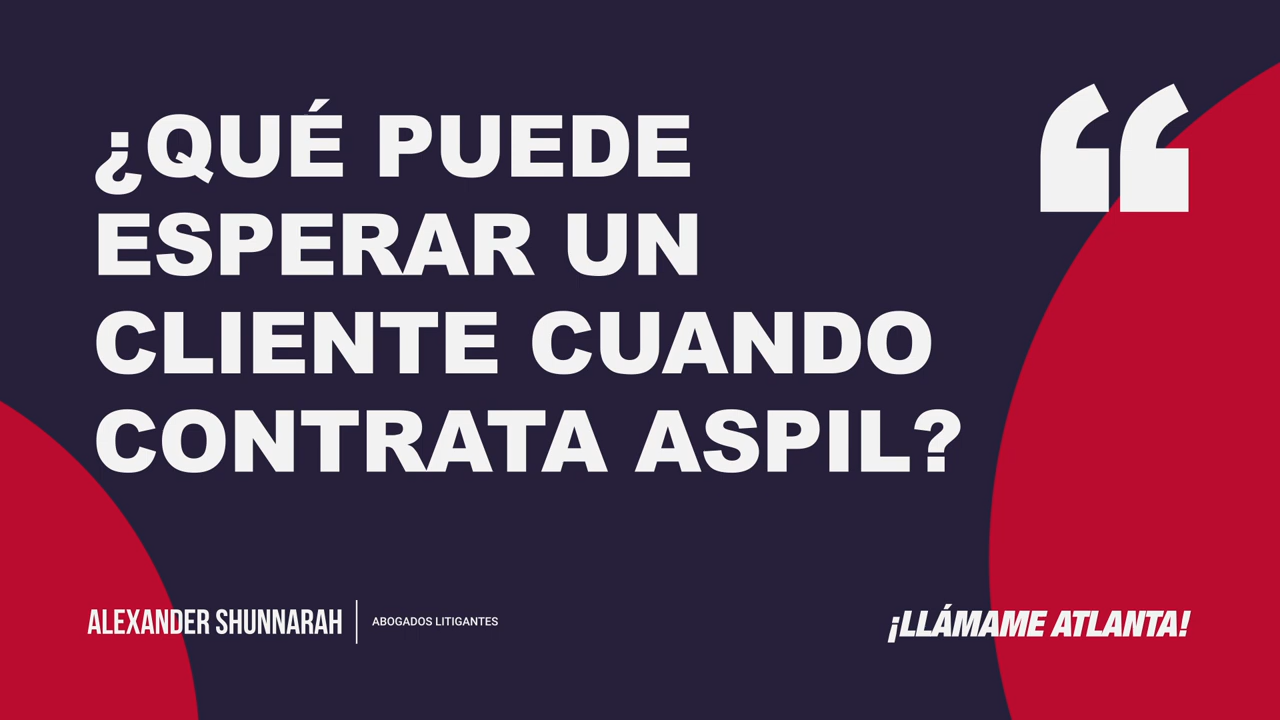 ¿QUÉ PUEDE
ESPERAR UN
CLIENTE CUANDO
CONTRATA ASPIL?
ALEXANDER SHUNNARAH | ABOGADOS LITIGANTES
¡LLÁMAME ATLANTA!